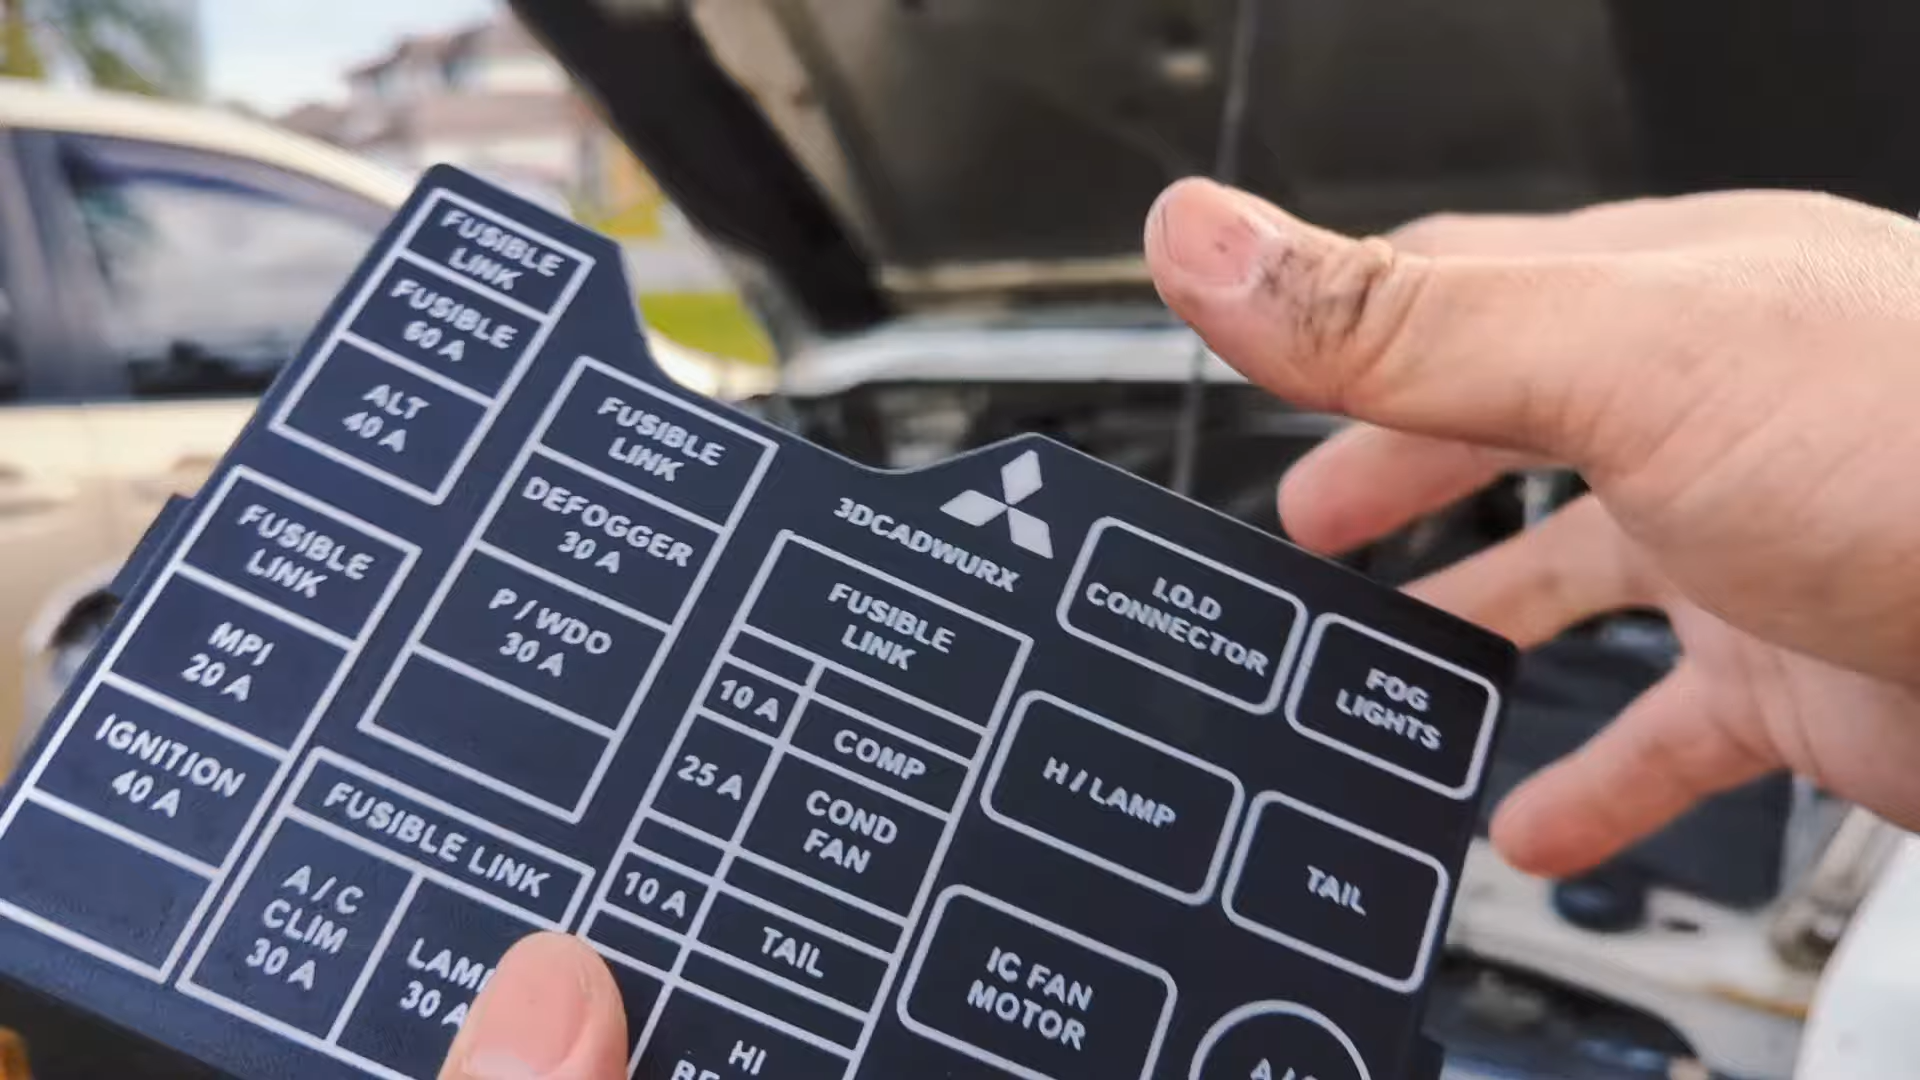 FUSIBLE
LINK
FUSIBLE
60 A
ALT
40 A
FUSIBLE
LINK
DEFOGGER
30 A
P / WDO
30 A
FUSIBLE
LINK
MPI
20 A
IGNITION
40 A
FUSIBLE LINK
A / C
CLIM
30 A
30 A
3DCADWURX
FUSIBLE
LINK
10 A
COMP
25 A
COND
FAN
10 A
TAIL
HI
I.O.D
CONNECTOR
FOG
LIGHTS
H / LAMP
TAIL
IC FAN
MOTOR